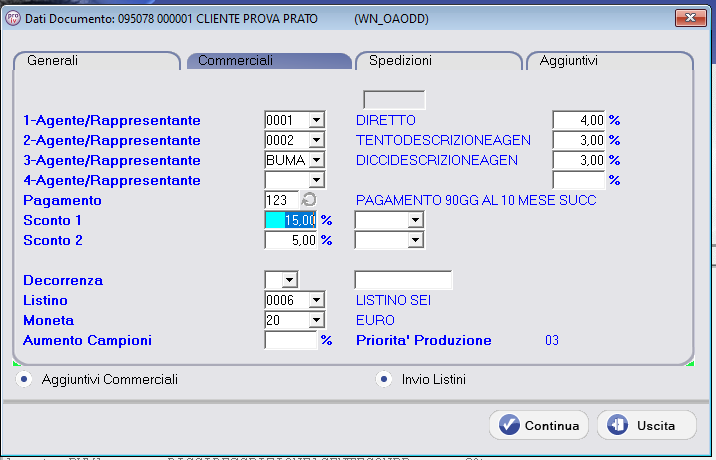 Dati Documento: 095078 000001 CLIENTE PROVA PRATO (WN_OAODD)
Generali Commerciali Spedizioni Aggiuntivi
1-Agente/Rappresentante 0001 DIRETTO 4,00 %
2-Agente/Rappresentante 0002 TENTODESCRIZIONEAGEN 3,00 %
3-Agente/Rappresentante BUMA DICCIDESCRIZIONEAGEN 3,00 %
4-Agente/Rappresentante %
Pagamento 123 PAGAMENTO 90GG AL 10 MESE SUCC
Sconto 1 15,00 %
Sconto 2 5,00 %
Decorrenza
Listino 0006 LISTINO SEI
Moneta 20 EURO
Aumento Campioni % Priorita' Produzione 03
Aggiuntivi Commerciali Invio Listini
Continua Uscita